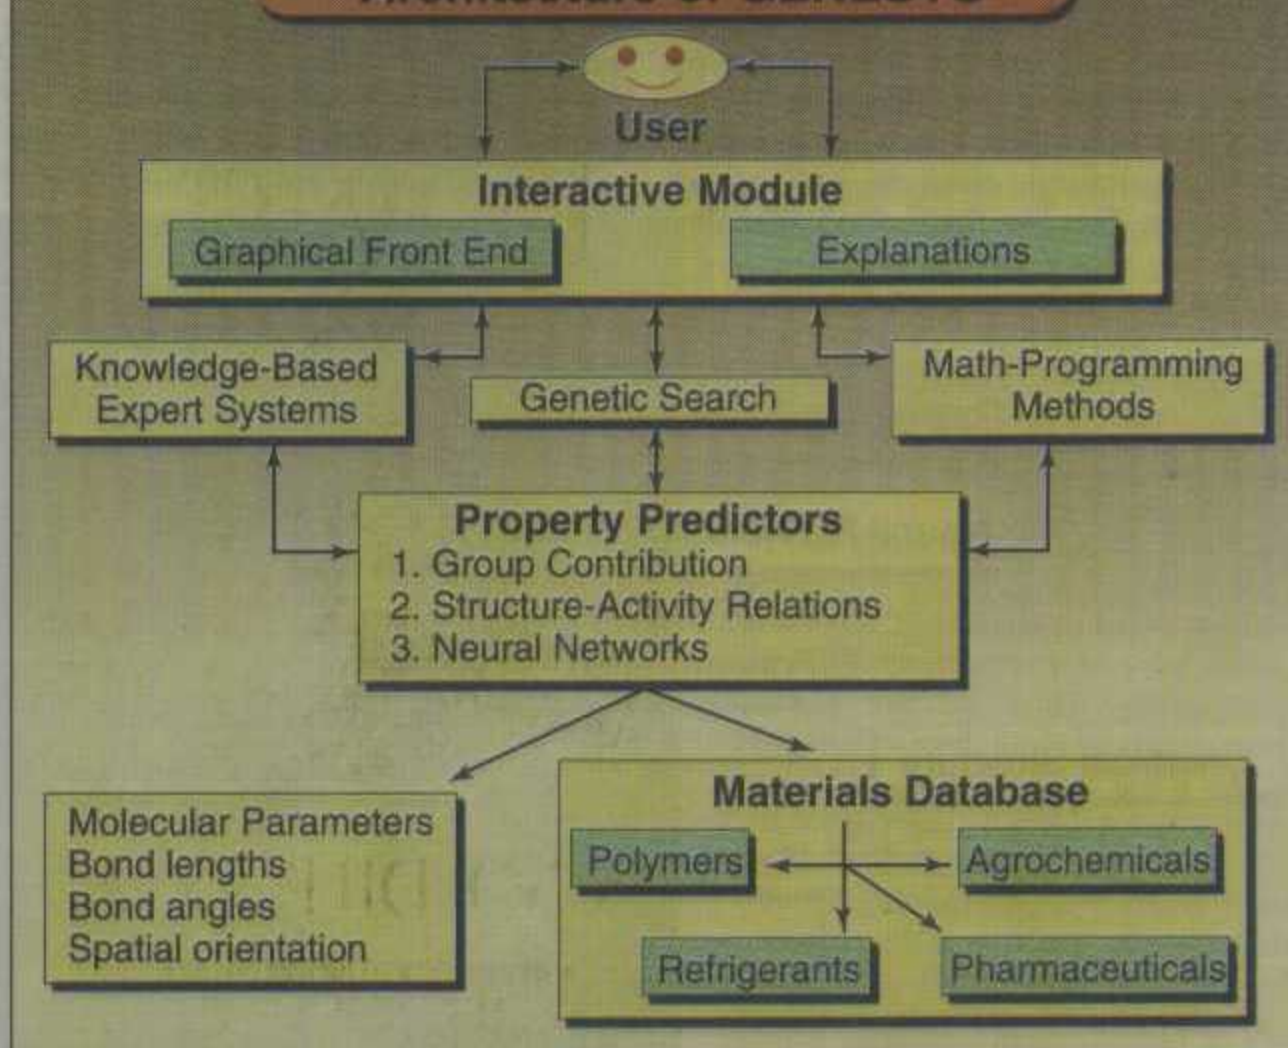 User
Interactive Module
Graphical Front End
Explanations
Knowledge-Based
Expert Systems
Genetic Search
Math-Programming
Methods
Property Predictors
1. Group Contribution
2. Structure-Activity Relations
3. Neural Networks
Molecular Parameters
Bond lengths
Bond angles
Spatial orientation
Materials Database
Polymers
Agrochemicals
Refrigerants
Pharmaceuticals